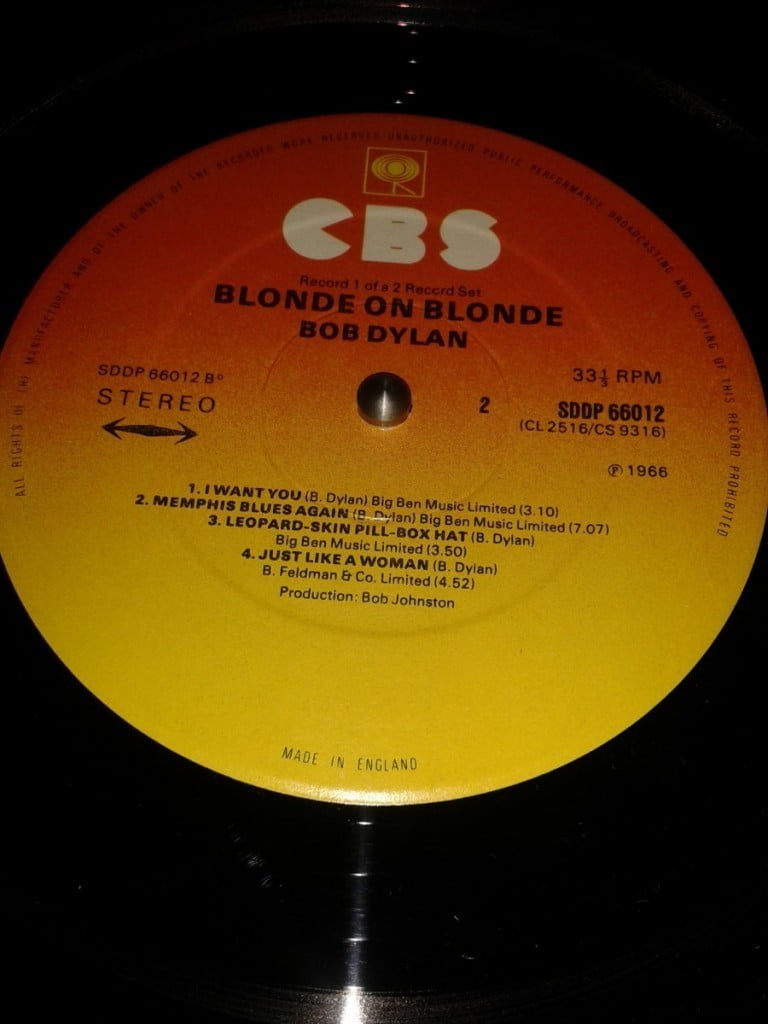 ALL RIGHTS OF THE MANUFACTURER AND OF THE OWNER OF THE RECORDED WORK RESERVED UNAUTHORIZED PUBLIC PERFORMANCE BROADCASTING AND COPYING OF THIS RECORD PROHIBITED
CBS
Record 1 of a 2 Record Set
BLONDE ON BLONDE
BOB DYLAN
SDDP 66012 B°
33⅓ RPM
STEREO
2
SDDP 66012
(CL 2516/CS 9316)
℗ 1966
1. I WANT YOU (B. Dylan) Big Ben Music Limited (3.10)
2. MEMPHIS BLUES AGAIN (B. Dylan) Big Ben Music Limited (7.07)
3. LEOPARD-SKIN PILL-BOX HAT (B. Dylan)
Big Ben Music Limited (3.50)
4. JUST LIKE A WOMAN (B. Dylan)
B. Feldman & Co. Limited (4.52)
Production: Bob Johnston
MADE IN ENGLAND